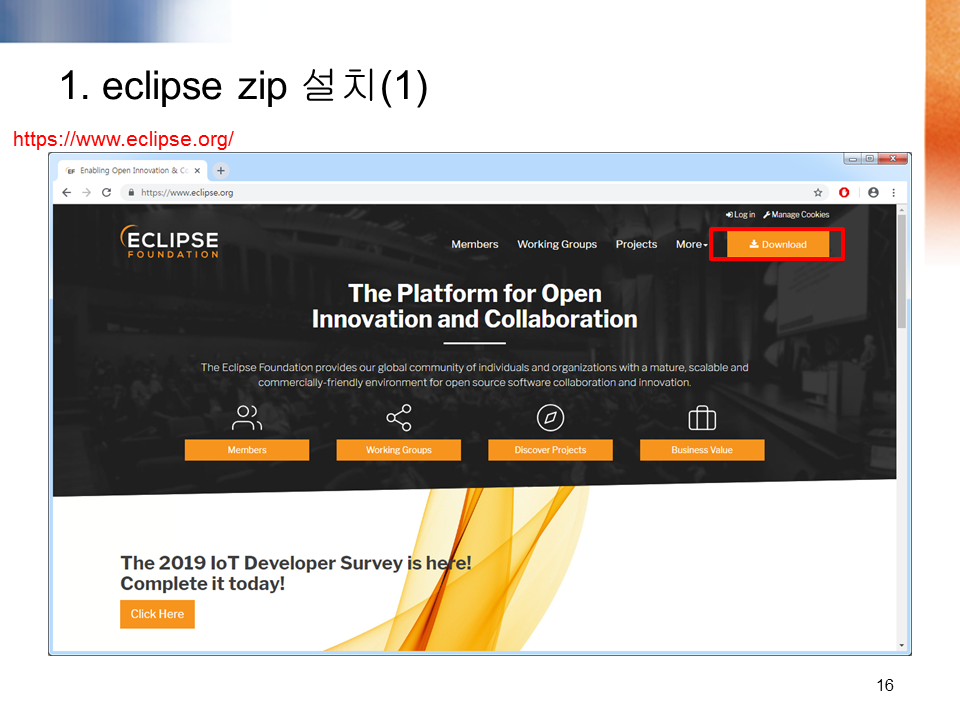 1. eclipse zip 설치(1)
https://www.eclipse.org/
Enabling Open Innovation & Co
https://www.eclipse.org
Log in Manage Cookies
ECLIPSE
FOUNDATION
Members Working Groups Projects More Download
The Platform for Open
Innovation and Collaboration
The Eclipse Foundation provides our global community of individuals and organizations with a mature, scalable and
commercially-friendly environment for open source software collaboration and innovation.
Members Working Groups Discover Projects Business Value
The 2019 IoT Developer Survey is here!
Complete it today!
Click Here
16